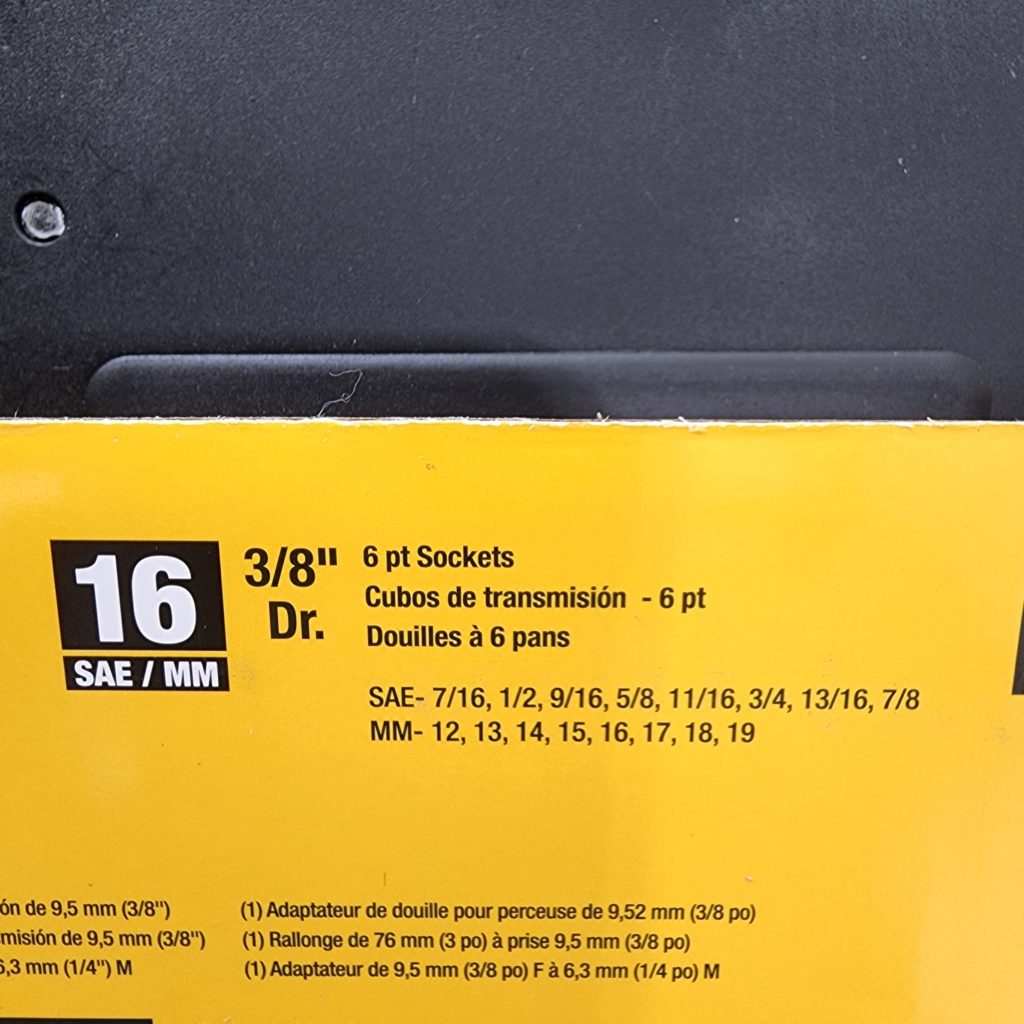 16
SAE / MM
3/8"
Dr.
6 pt Sockets
Cubos de transmisión - 6 pt
Douilles à 6 pans
SAE- 7/16, 1/2, 9/16, 5/8, 11/16, 3/4, 13/16, 7/8
MM- 12, 13, 14, 15, 16, 17, 18, 19
ón de 9,5 mm (3/8")
misión de 9,5 mm (3/8")
6,3 mm (1/4") M
(1) Adaptateur de douille pour perceuse de 9,52 mm (3/8 po)
(1) Rallonge de 76 mm (3 po) à prise 9,5 mm (3/8 po)
(1) Adaptateur de 9,5 mm (3/8 po) F à 6,3 mm (1/4 po) M